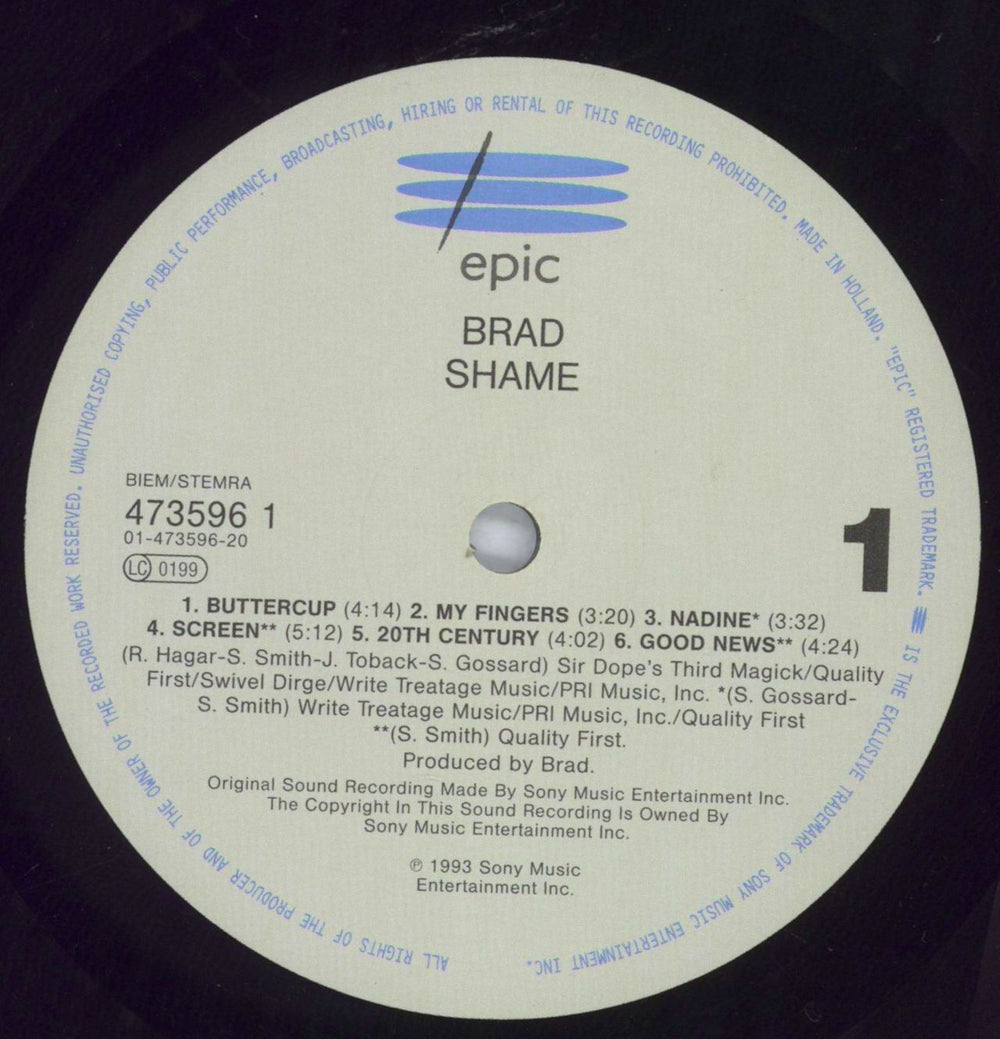 ALL RIGHTS OF THE PRODUCER AND OF THE OWNER OF THE RECORDED WORK RESERVED. UNAUTHORISED COPYING, PUBLIC PERFORMANCE, BROADCASTING, HIRING OR RENTAL OF THIS RECORDING PROHIBITED. MADE IN HOLLAND. "EPIC" REGISTERED TRADEMARK. IS THE EXCLUSIVE TRADEMARK OF SONY MUSIC ENTERTAINMENT INC.
epic
BRAD
SHAME
BIEM/STEMRA
473596 1
01-473596-20
LC 0199
1
1. BUTTERCUP (4:14) 2. MY FINGERS (3:20) 3. NADINE* (3:32)
4. SCREEN** (5:12) 5. 20TH CENTURY (4:02) 6. GOOD NEWS** (4:24)
(R. Hagar-S. Smith-J. Toback-S. Gossard) Sir Dope's Third Magick/Quality
First/Swivel Dirge/Write Treatage Music/PRI Music, Inc. *(S. Gossard-
S. Smith) Write Treatage Music/PRI Music, Inc./Quality First
**(S. Smith) Quality First.
Produced by Brad.
Original Sound Recording Made By Sony Music Entertainment Inc.
The Copyright In This Sound Recording Is Owned By
Sony Music Entertainment Inc.
℗ 1993 Sony Music
Entertainment Inc.